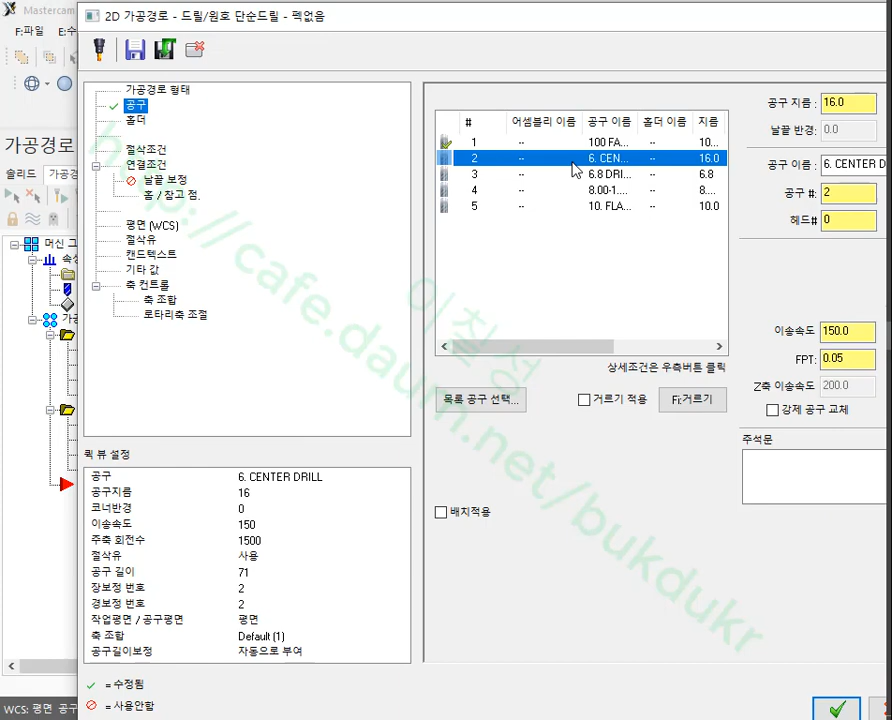 Mastercam
2D 가공경로 - 드릴/원호 단순드릴 - 펙없음
F:파일
E:수
가공경로
솔리드
가공경
머신 그
속성
가공
가공경로 형태
공구
홀더
절삭조건
연결조건
날끝 보정
홈 / 참고 점.
평면 (WCS)
절삭유
캔드텍스트
기타 값
축 컨트롤
축 조합
로타리축 조절
# 어셈블리 이름 공구 이름 홀더 이름 지름
1 -- 100 FA... -- 10...
2 -- 6. CEN... -- 16.0
3 -- 6.8 DRI... -- 6.8
4 -- 8.00-1.... -- 8....
5 -- 10. FLA... -- 10.0
상세조건은 우측버튼 클릭
목록 공구 선택...
거르기 적용
Fi:거르기
배치적용
공구 지름 : 16.0
날끝 반경: 0.0
공구 이름: 6. CENTER D
공구 #: 2
헤드# 0
이송속도 150.0
FPT: 0.05
Z축 이송속도 200.0
강제 공구 교체
주석문
퀵 뷰 설정
공구 6. CENTER DRILL
공구지름 16
코너반경 0
이송속도 150
주축 회전수 1500
절삭유 사용
공구 길이 71
장보정 번호 2
경보정 번호 2
작업평면 / 공구평면 평면
축 조합 Default (1)
공구길이보정 자동으로 부여
= 수정됨
= 사용안함
WCS: 평면 공구
http://cafe.daum.net/bukdukr
이칠성